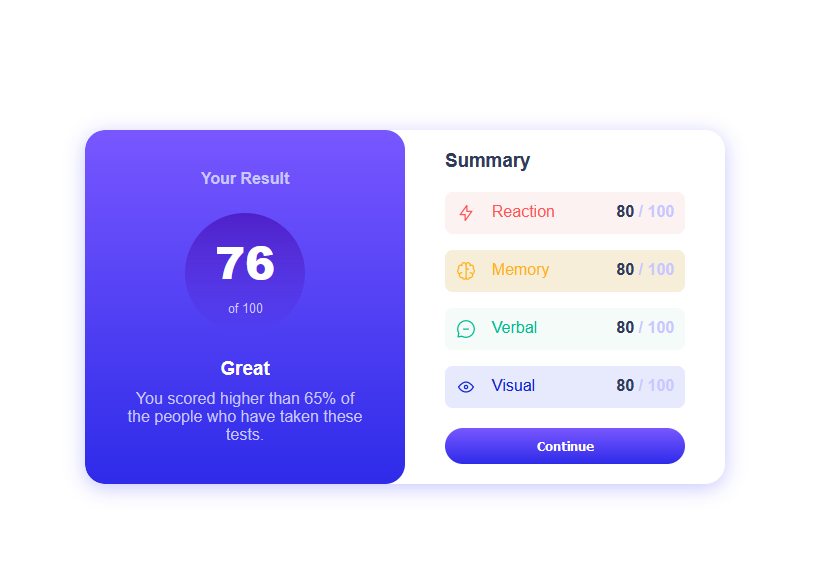 Your Result
76
of 100
Great
You scored higher than 65% of
the people who have taken these
tests.
Summary
Reaction 80 / 100
Memory 80 / 100
Verbal 80 / 100
Visual 80 / 100
Continue